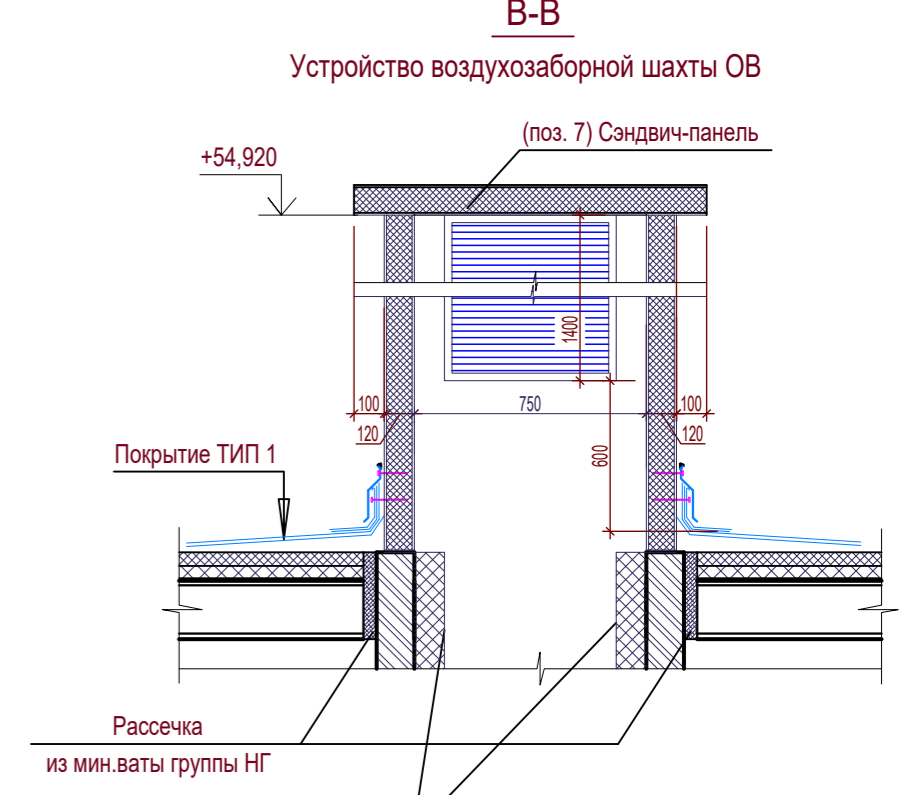 В-В
Устройство воздухозаборной шахты ОВ
(поз. 7) Сэндвич-панель
+54,920
1400
100
750
100
120
120
600
Покрытие ТИП 1
Рассечка
из мин.ваты группы НГ